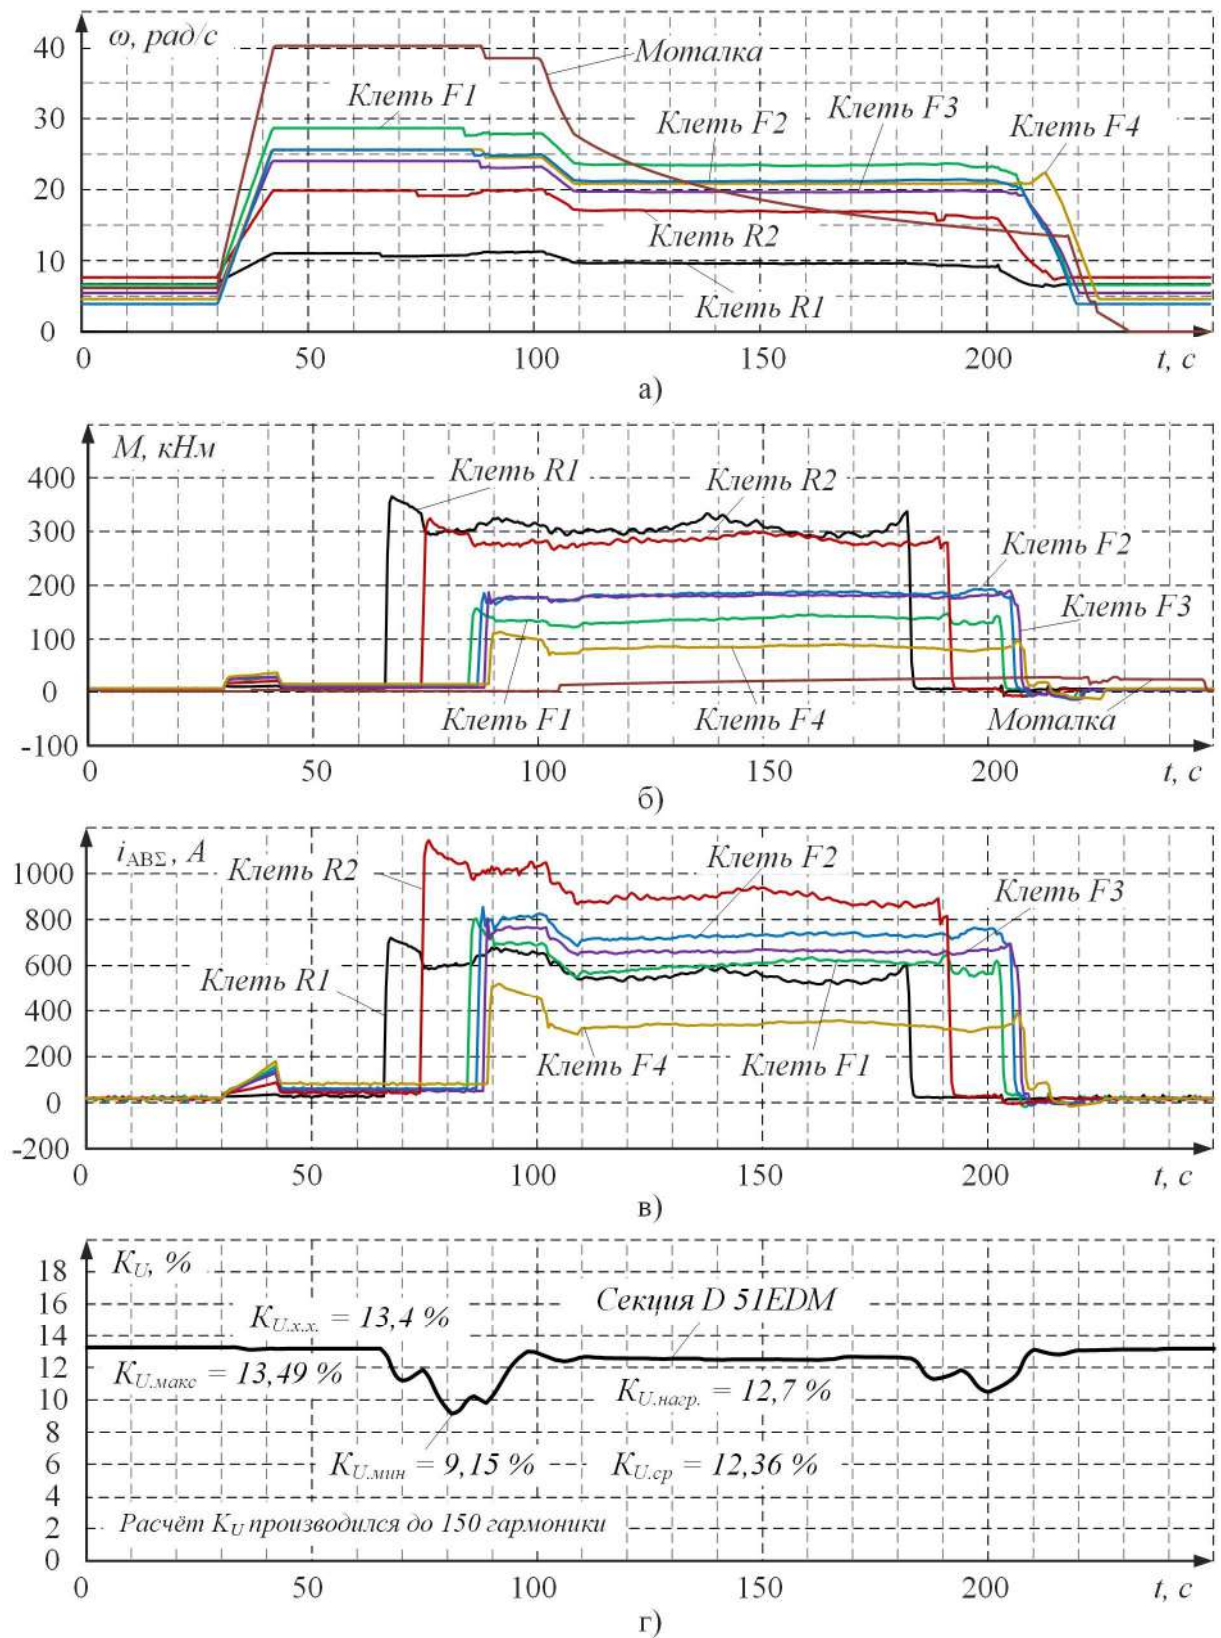 ω, рад/с
40
30
20
10
0
Моталка
Клеть F1
Клеть F2
Клеть F3
Клеть F4
Клеть R2
Клеть R1
0 50 100 150 200 t, с
а)
М, кНм
400
300
200
100
0
-100
Клеть R1
Клеть R2
Клеть F2
Клеть F3
Клеть F1
Клеть F4
Моталка
0 50 100 150 200 t, с
б)
iАВΣ, А
1000
800
600
400
200
0
-200
Клеть R2
Клеть F2
Клеть F3
Клеть R1
Клеть F4
Клеть F1
0 50 100 150 200 t, с
в)
KU, %
18
16
14
12
10
8
6
4
2
0
Секция D 51EDM
KU.х.х. = 13,4 %
KU.макс = 13,49 %
KU.нагр. = 12,7 %
KU.мин = 9,15 %
KU.ср = 12,36 %
Расчёт KU производился до 150 гармоники
0 50 100 150 200 t, с
г)